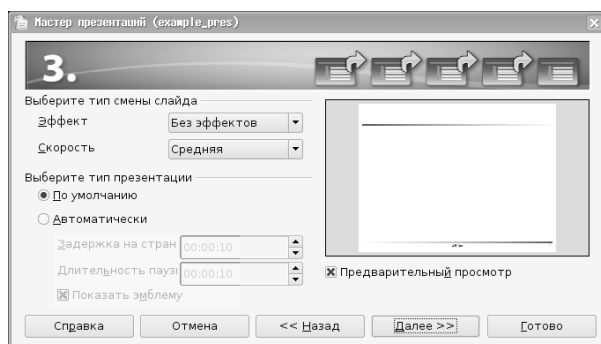 Мастер презентаций (example_pres)
3.
Выберите тип смены слайда
Эффект
Без эффектов
Скорость
Средняя
Выберите тип презентации
По умолчанию
Автоматически
Задержка на стран
00:00:10
Длительность паузы
00:00:10
Показать эмблему
Предварительный просмотр
Справка
Отмена
<< Назад
Далее >>
Готово